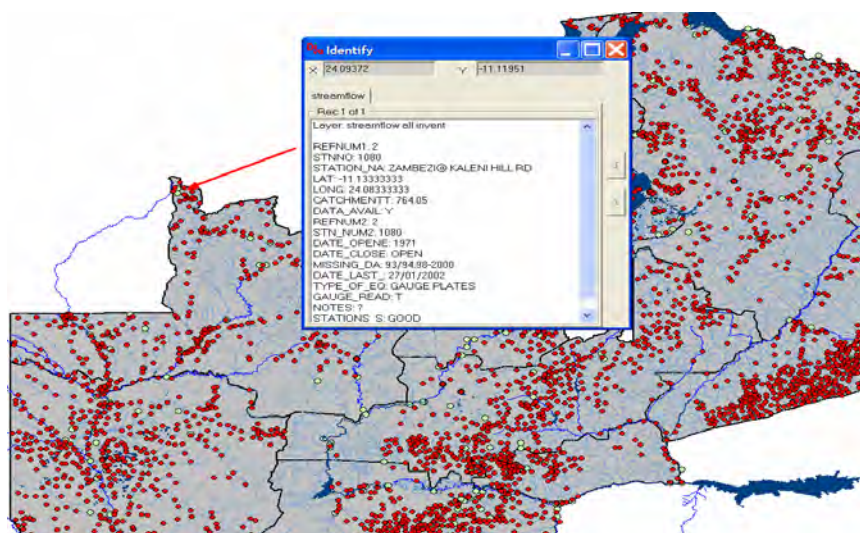 Identify
X 24.09372 Y -11.11951
streamflow
Rec 1 of 1
Layer: streamflow all invent
REFNUM1: 2
STNNO: 1080
STATION_NA: ZAMBEZI@ KALENI HILL RD
LAT: -11.13333333
LONG: 24.08333333
CATCHMENTT: 764.05
DATA_AVAIL: Y
REFNUM2: 2
STN_NUM2: 1080
DATE_OPENE: 1971
DATE_CLOSE: OPEN
MISSING_DA: 93/94,98-2000
DATE_LAST_: 27/01/2002
TYPE_OF_EQ: GAUGE PLATES
GAUGE_READ: T
NOTES: ?
STATIONS_S: GOOD